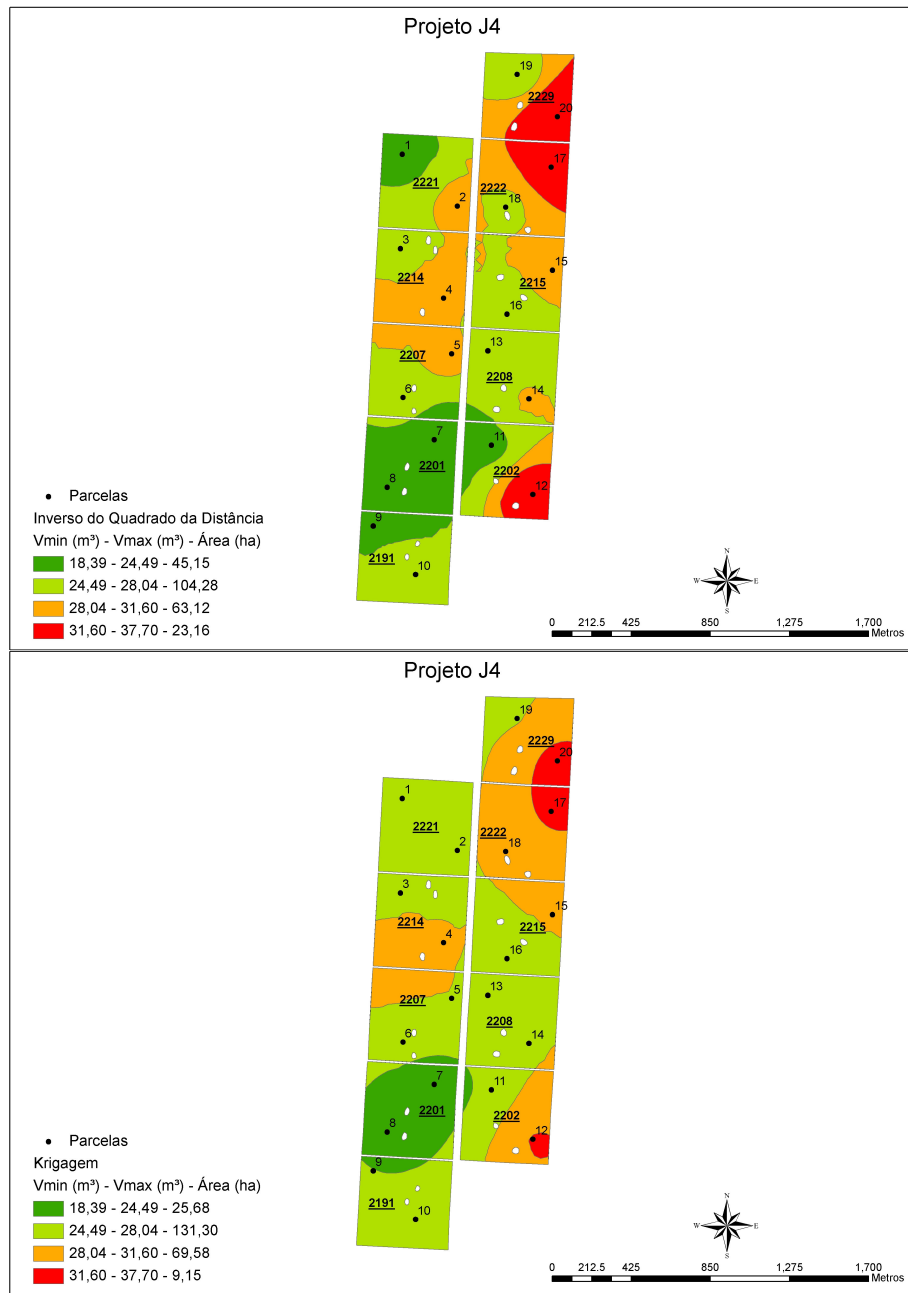 Projeto J4
19
2229
20
1
17
2221
2222
2
18
3
15
2214
2215
4
16
13
5
2207
2208
6
14
7
11
2201
2202
8
12
9
2191
10
Parcelas
Inverso do Quadrado da Distância
Vmin (m³) - Vmax (m³) - Área (ha)
18,39 - 24,49 - 45,15
24,49 - 28,04 - 104,28
28,04 - 31,60 - 63,12
31,60 - 37,70 - 23,16
N
W E
S
0 212.5 425 850 1,275 1,700
Metros
Projeto J4
19
2229
20
1
17
2221
2222
2
18
3
15
2214
2215
4
16
13
5
2207
2208
6
14
7
11
2201
2202
8
12
9
2191
10
Parcelas
Krigagem
Vmin (m³) - Vmax (m³) - Área (ha)
18,39 - 24,49 - 25,68
24,49 - 28,04 - 131,30
28,04 - 31,60 - 69,58
31,60 - 37,70 - 9,15
N
W E
S
0 212.5 425 850 1,275 1,700
Metros